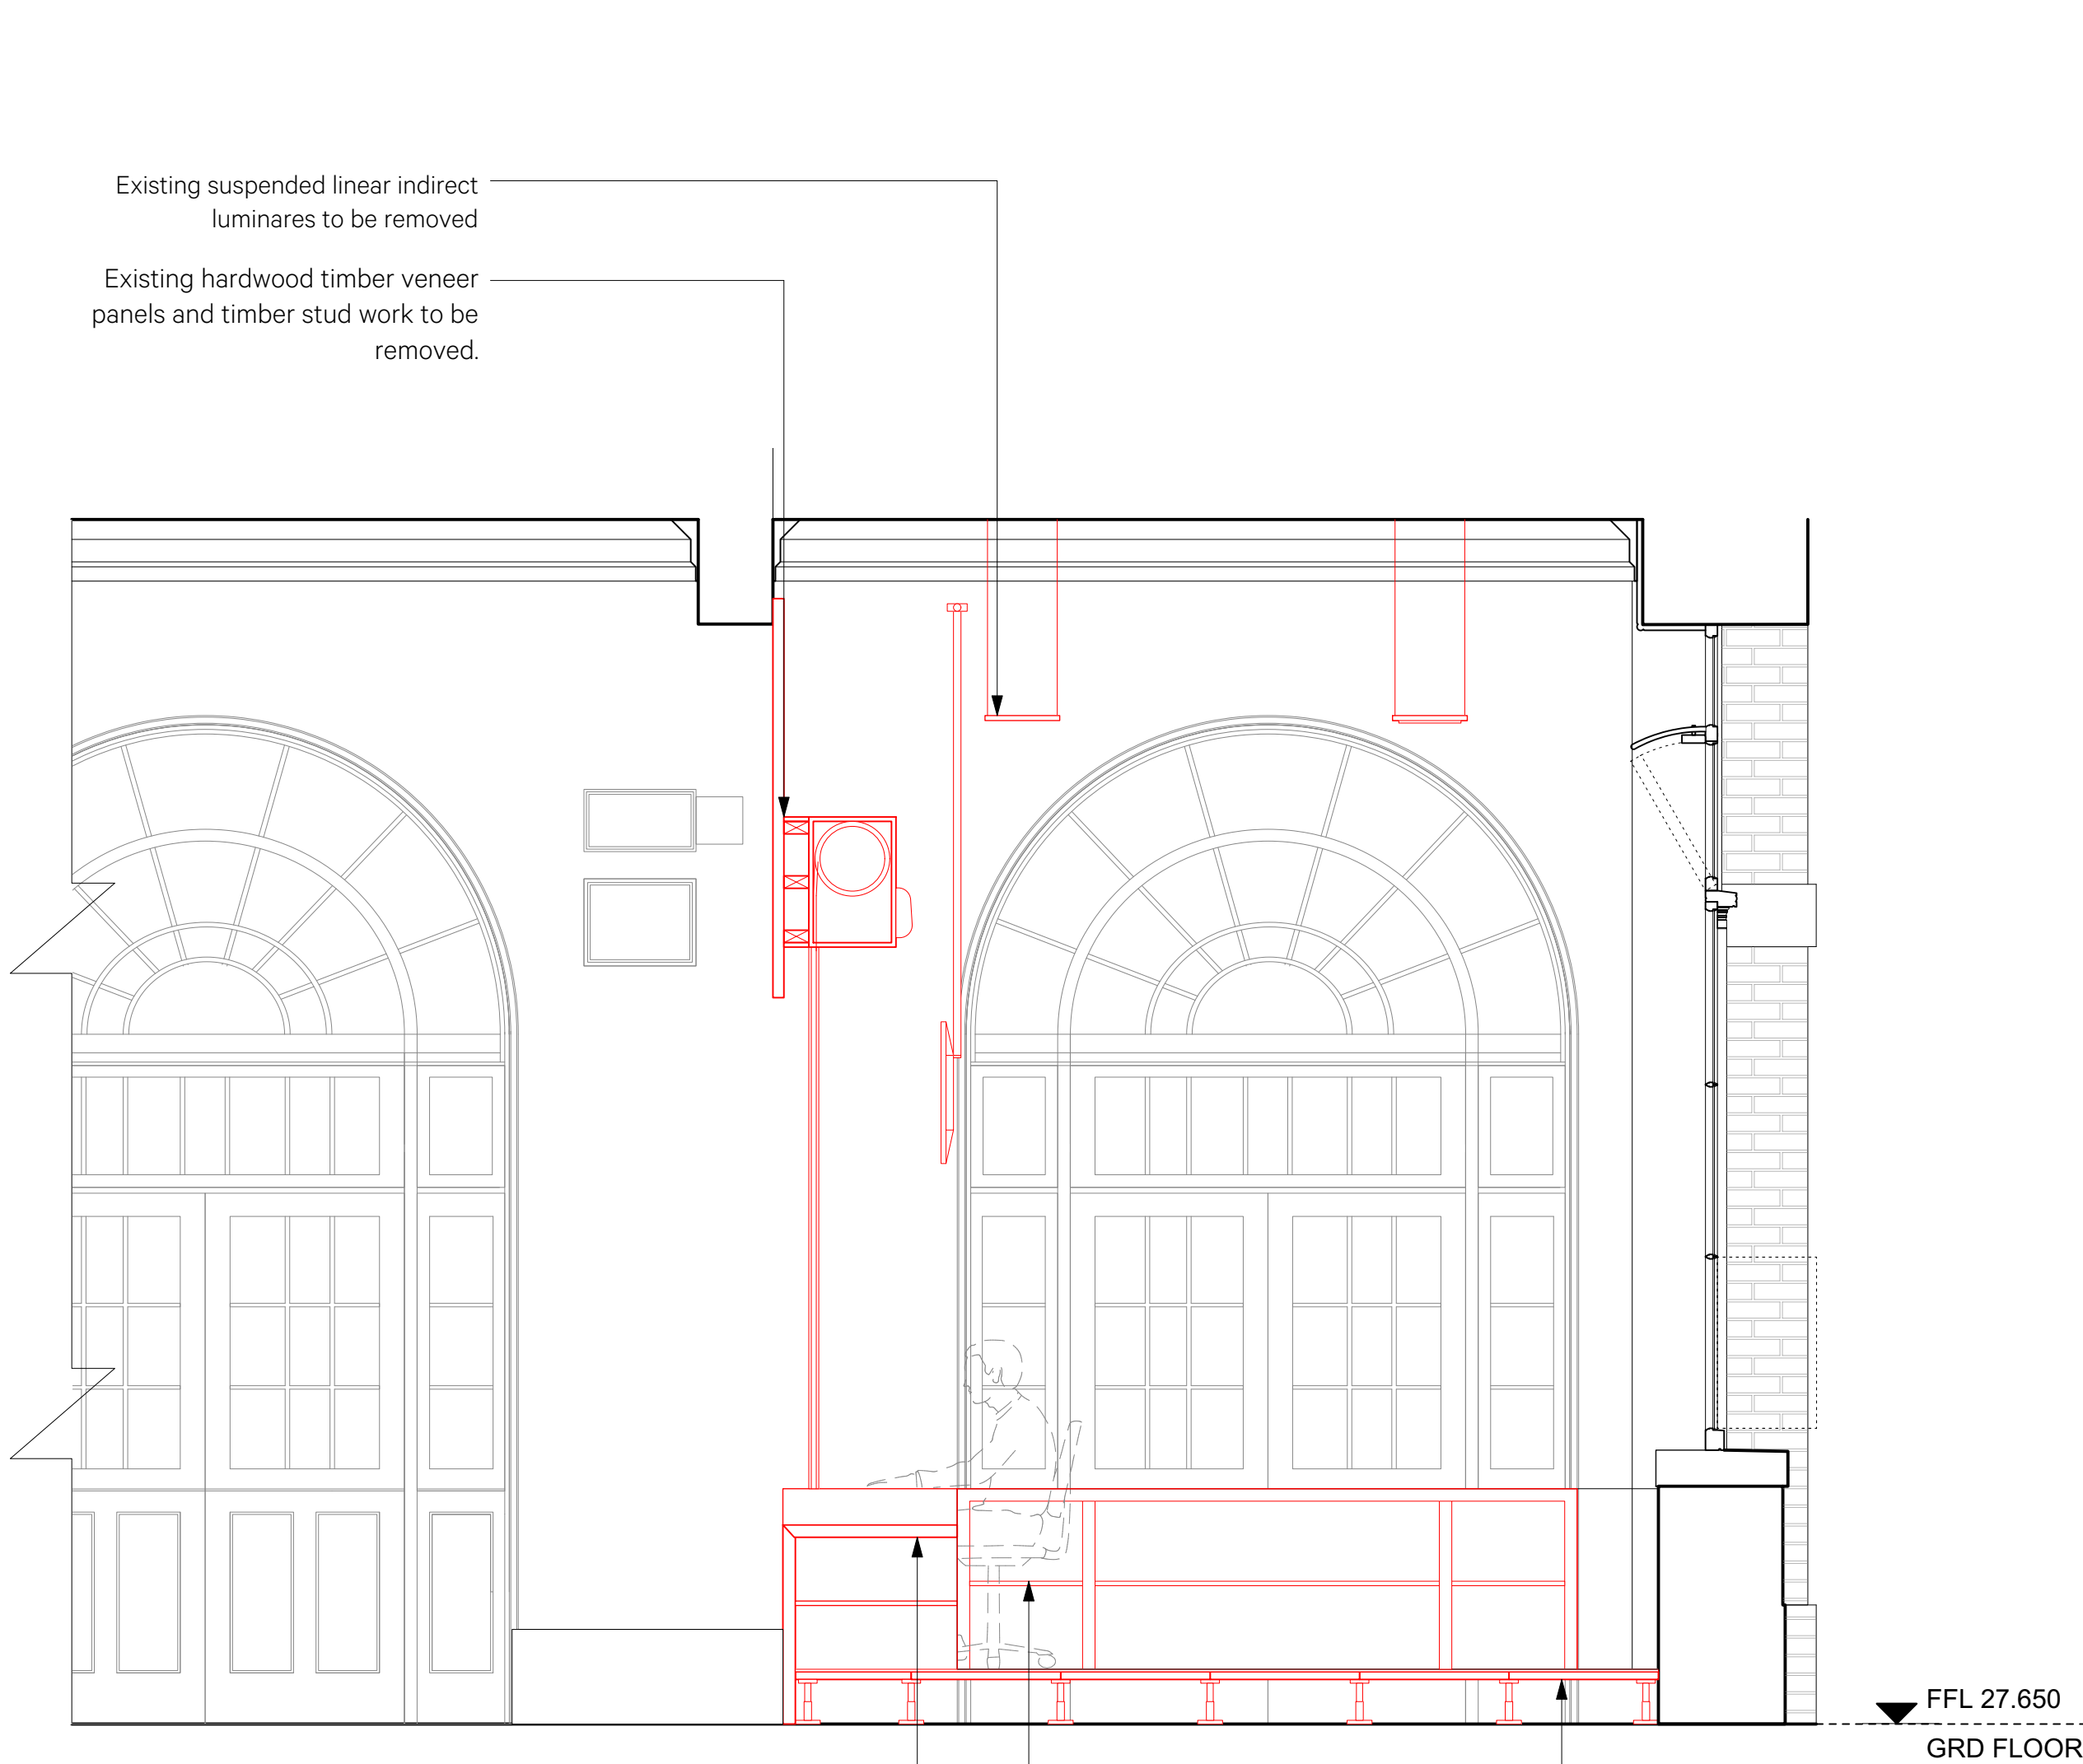 Existing suspended linear indirect
luminares to be removed
Existing hardwood timber veneer
panels and timber stud work to be
removed.
FFL 27.650
GRD FLOOR